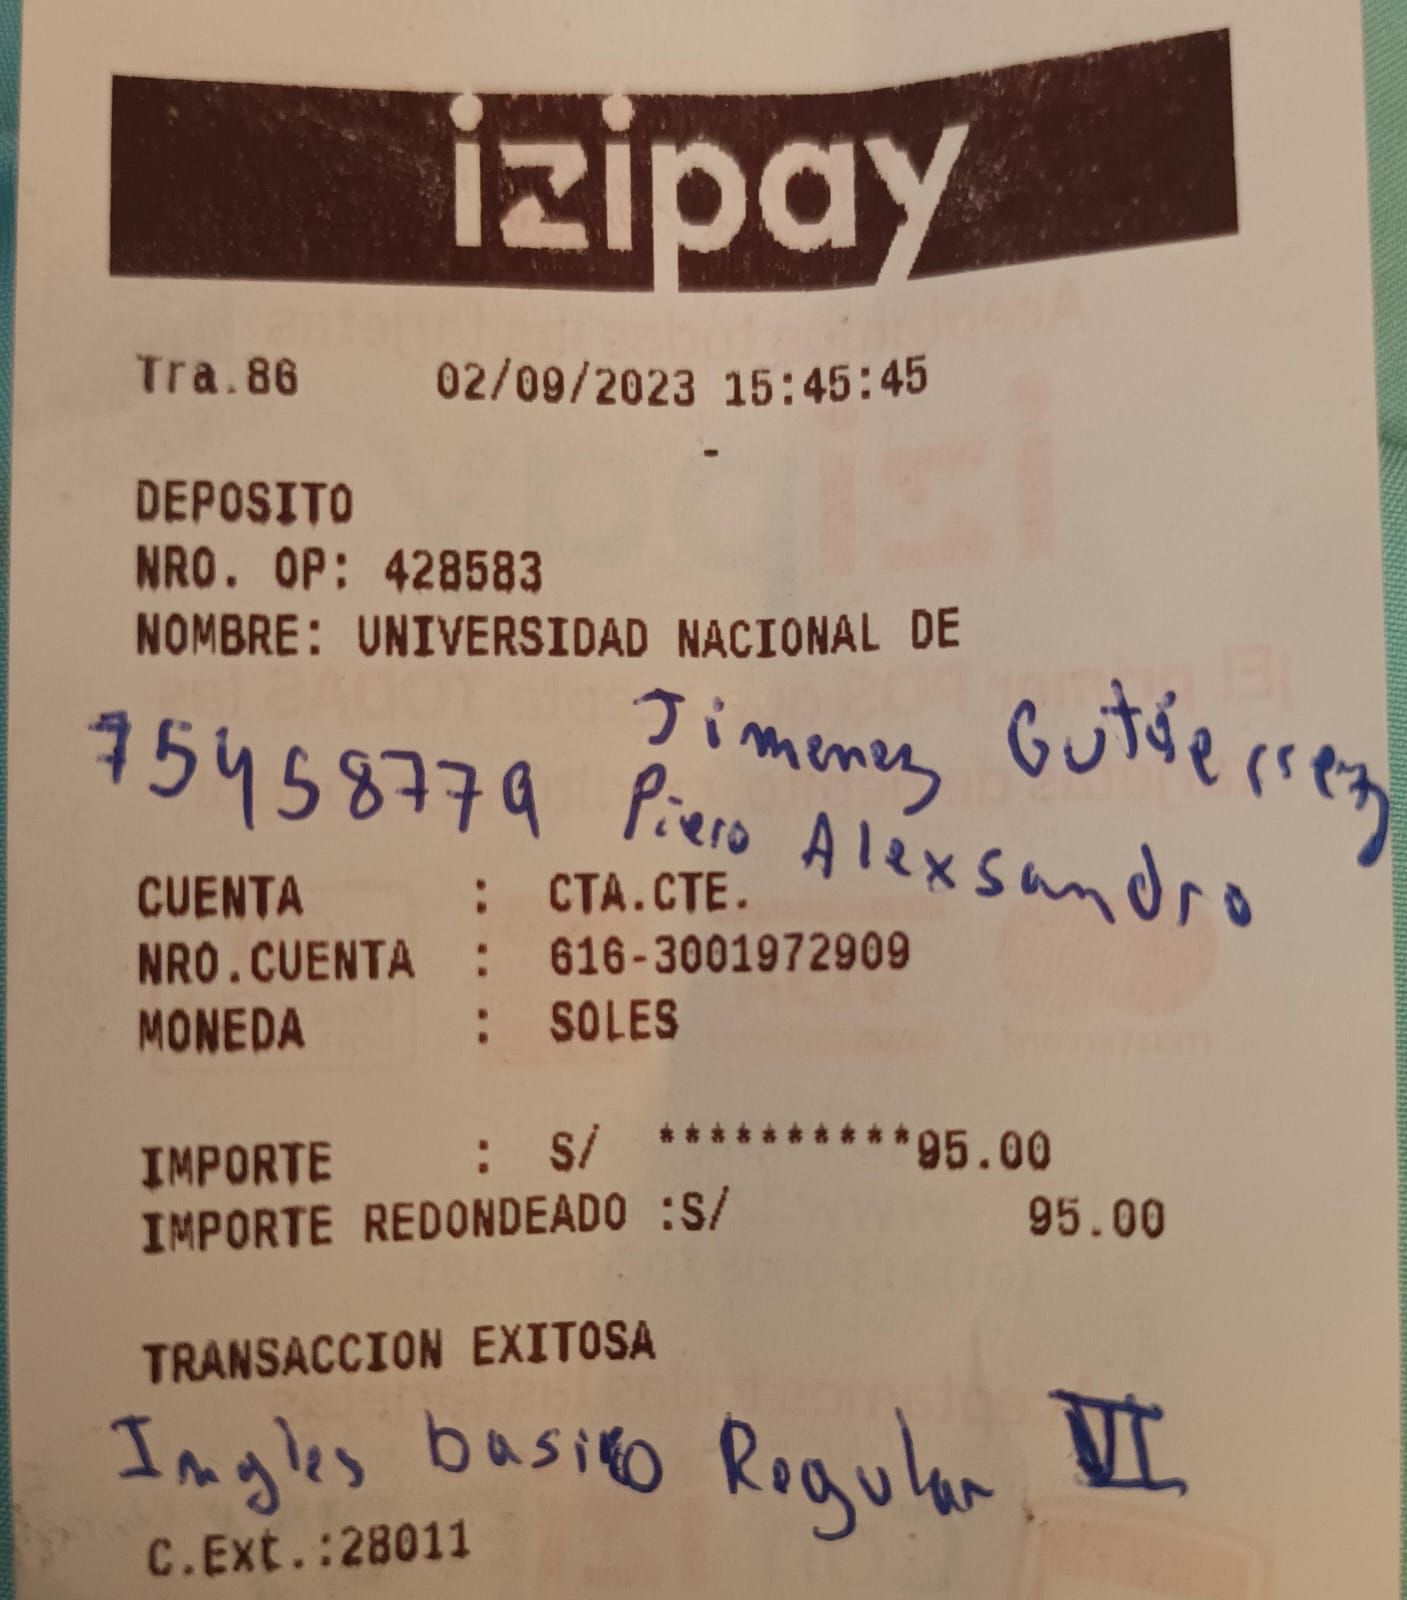 izipay
Tra.86 02/09/2023 15:45:45
-
DEPOSITO
NRO. OP: 428583
NOMBRE: UNIVERSIDAD NACIONAL DE
75458779 Jimenez Gutierrez
Piero Alexsandro
CUENTA : CTA.CTE.
NRO.CUENTA : 616-3001972909
MONEDA : SOLES
IMPORTE : S/ **********95.00
IMPORTE REDONDEADO :S/ 95.00
TRANSACCION EXITOSA
Ingles basico Regular VI
C.Ext.:28011